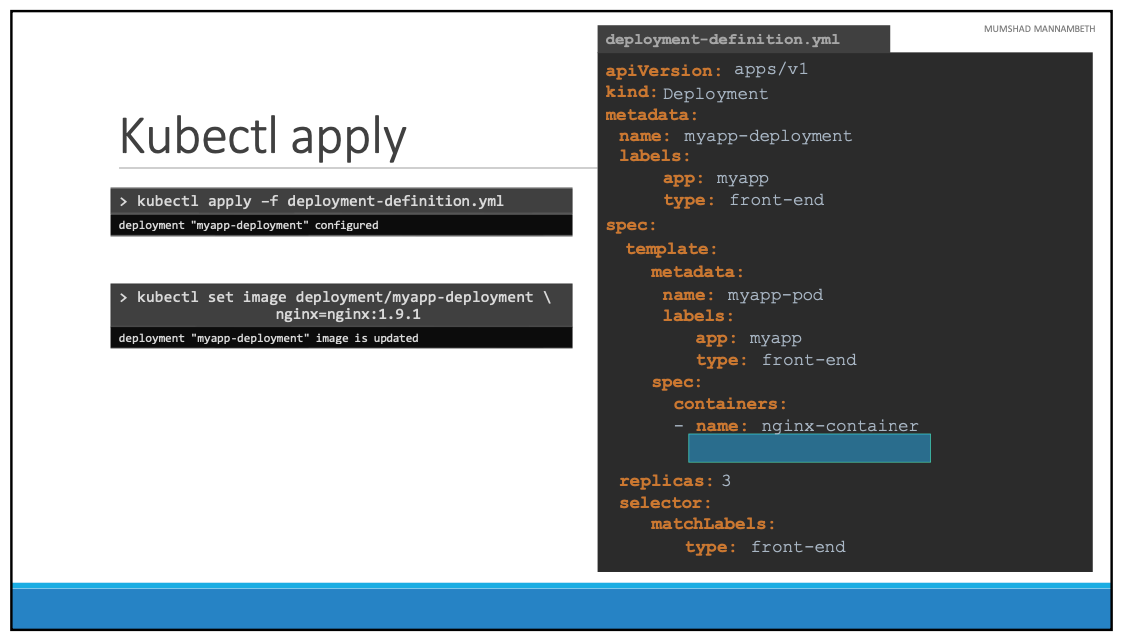 MUMSHAD MANNAMBETH
Kubectl apply
> kubectl apply –f deployment-definition.yml
deployment "myapp-deployment" configured
> kubectl set image deployment/myapp-deployment \
nginx=nginx:1.9.1
deployment "myapp-deployment" image is updated
deployment-definition.yml
apiVersion: apps/v1
kind: Deployment
metadata:
name: myapp-deployment
labels:
app: myapp
type: front-end
spec:
template:
metadata:
name: myapp-pod
labels:
app: myapp
type: front-end
spec:
containers:
- name: nginx-container
replicas: 3
selector:
matchLabels:
type: front-end